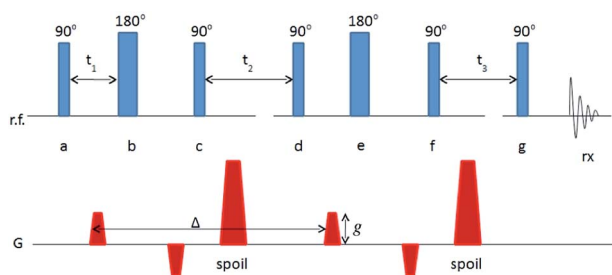 90° 180° 90° 90° 180° 90° 90°
t1 t2 t3
r.f.
a b c d e f g rx
Δ g
G
spoil spoil